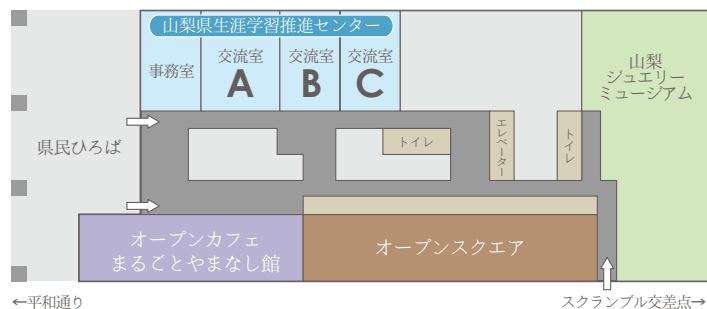 山梨県生涯学習推進センター
事務室
交流室
A
交流室
B
交流室
C
山梨
ジュエリー
ミュージアム
県民ひろば
トイレ
エレベーター
トイレ
オープンカフェ
まるごとやまなし館
オープンスクエア
←平和通り
スクランブル交差点→